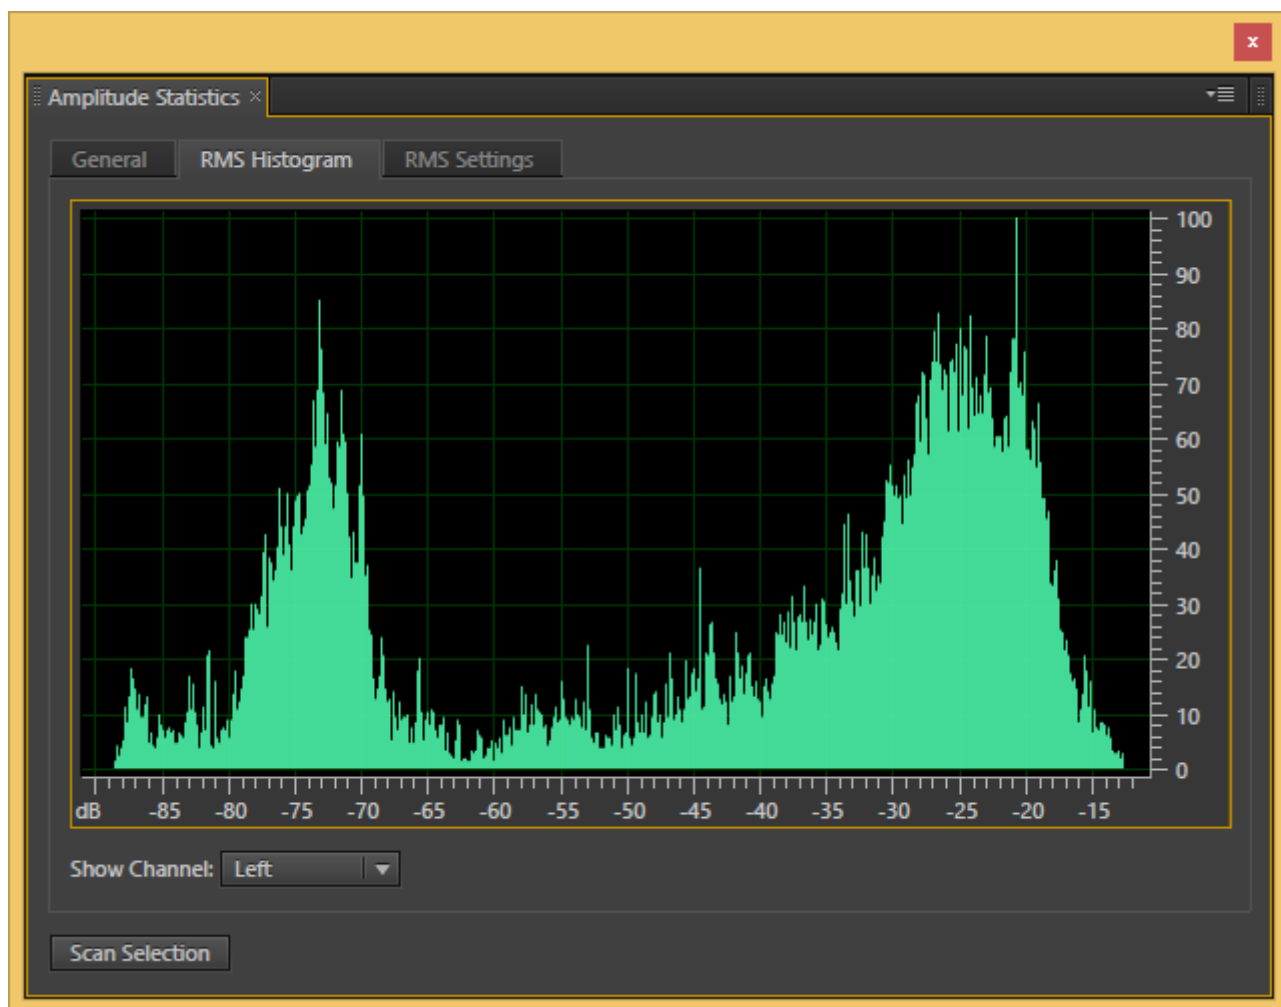 x
Amplitude Statistics ×
General RMS Histogram RMS Settings
100
90
80
70
60
50
40
30
20
10
0
dB -85 -80 -75 -70 -65 -60 -55 -50 -45 -40 -35 -30 -25 -20 -15
Show Channel: Left
Scan Selection